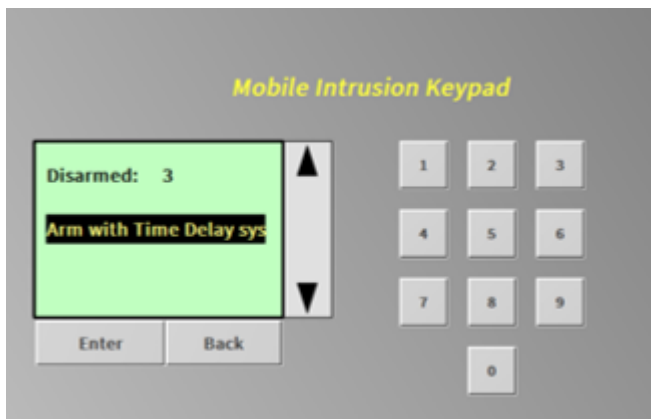 Mobile Intrusion Keypad
Disarmed: 3
Arm with Time Delay sys
Enter Back
1 2 3
4 5 6
7 8 9
0